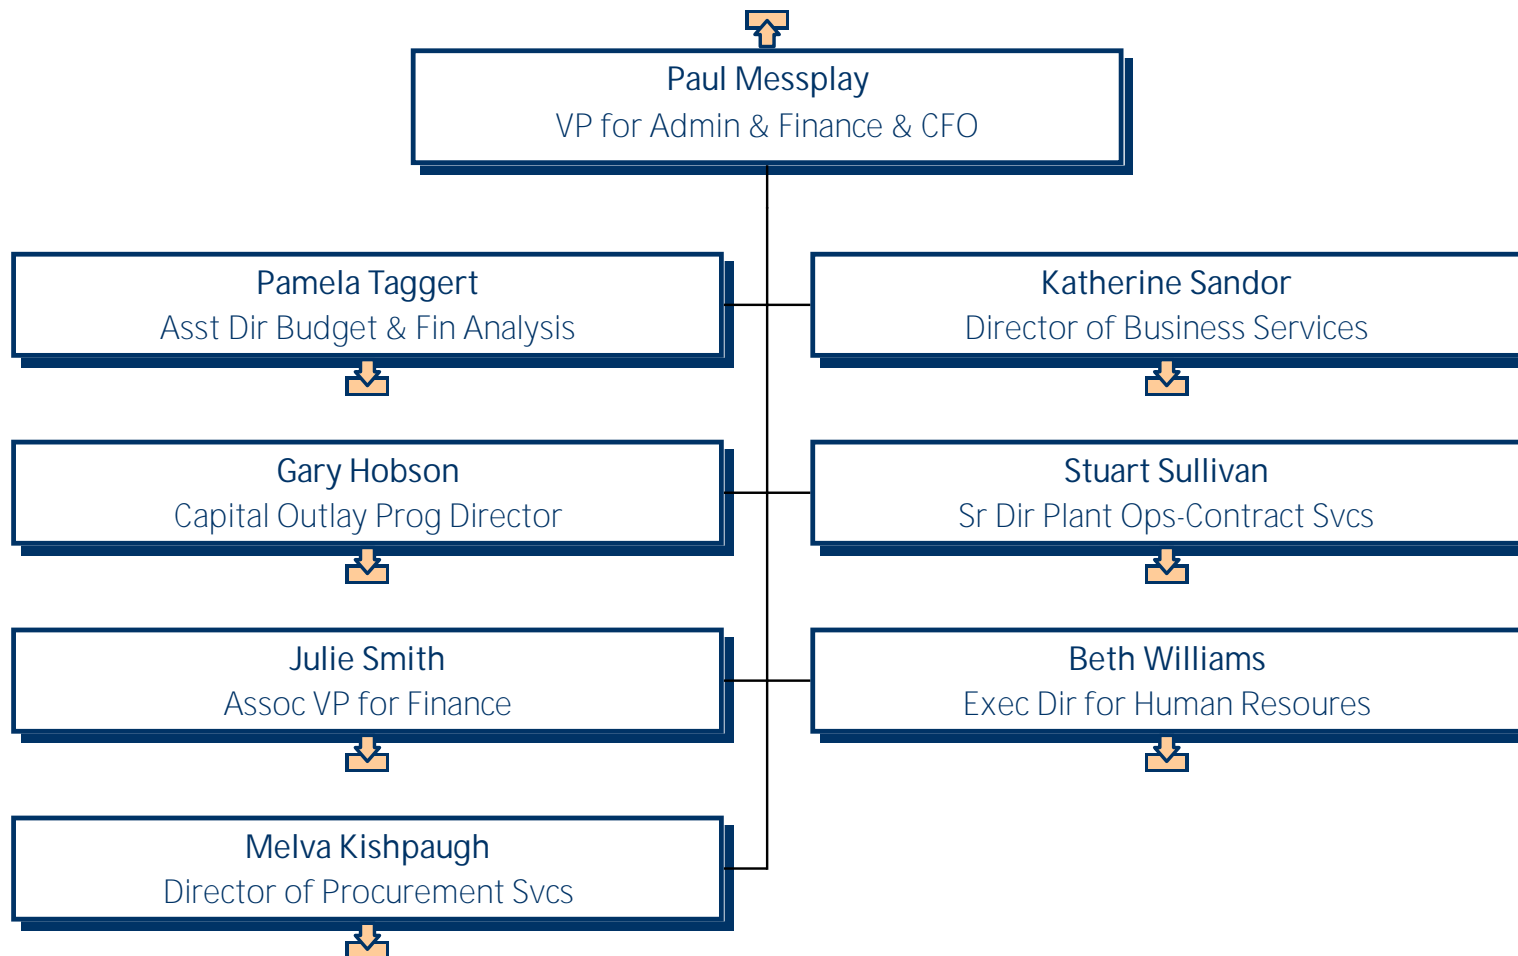 Paul Messplay
VP for Admin & Finance & CFO
Pamela Taggert
Asst Dir Budget & Fin Analysis
Katherine Sandor
Director of Business Services
Gary Hobson
Capital Outlay Prog Director
Stuart Sullivan
Sr Dir Plant Ops-Contract Svcs
Julie Smith
Assoc VP for Finance
Beth Williams
Exec Dir for Human Resoures
Melva Kishpaugh
Director of Procurement Svcs